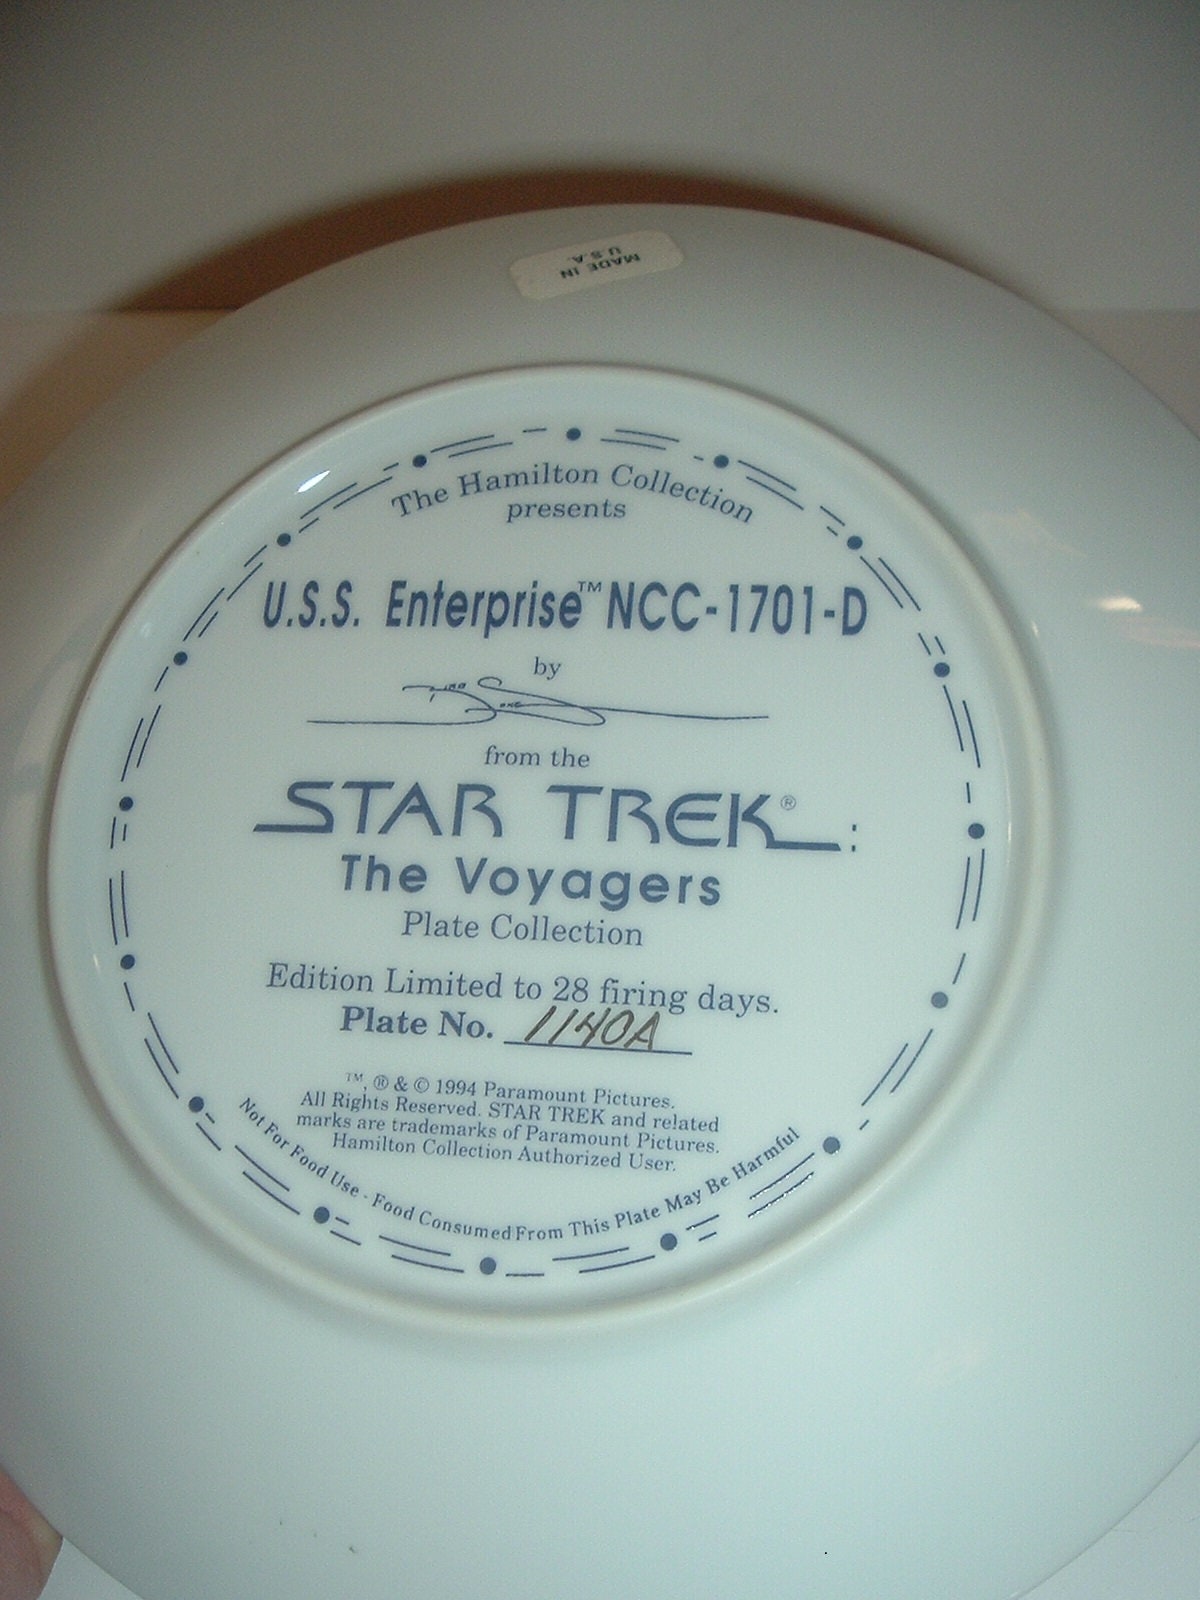 MADE IN
U.S.A.
The Hamilton Collection
presents
U.S.S. Enterprise™ NCC-1701-D
by
from the
STAR TREK®:
The Voyagers
Plate Collection
Edition Limited to 28 firing days.
Plate No. 1140A
™, ® & © 1994 Paramount Pictures.
All Rights Reserved. STAR TREK and related
marks are trademarks of Paramount Pictures.
Hamilton Collection Authorized User.
Not For Food Use - Food Consumed From This Plate May Be Harmful